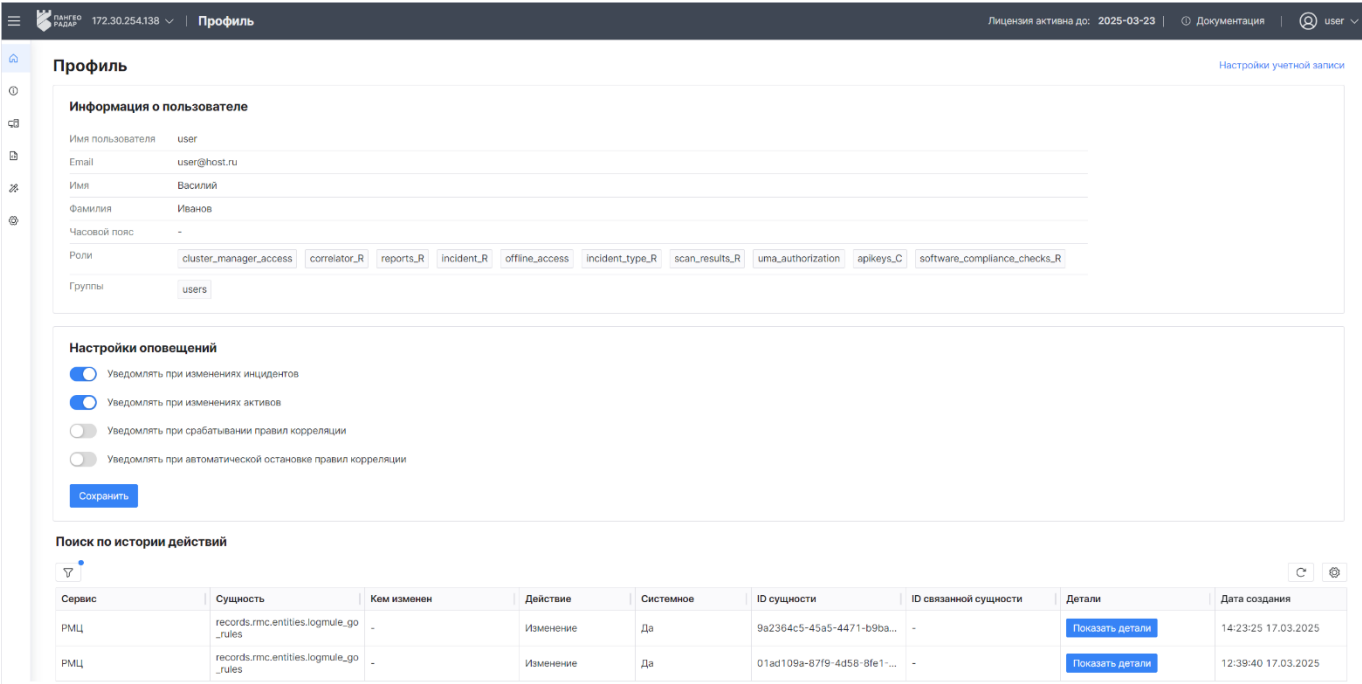 ПАНГЕО РАДАР 172.30.254.138 | Профиль Лицензия активна до: 2025-03-23 | Документация | user
Профиль Настройки учетной записи
Информация о пользователе
Имя пользователя user
Email user@host.ru
Имя Василий
Фамилия Иванов
Часовой пояс -
Роли cluster_manager_access correlator_R reports_R incident_R offline_access incident_type_R scan_results_R uma_authorization apikeys_C software_compliance_checks_R
Группы users
Настройки оповещений
Уведомлять при изменениях инцидентов
Уведомлять при изменениях активов
Уведомлять при срабатывании правил корреляции
Уведомлять при автоматической остановке правил корреляции
Сохранить
Поиск по истории действий
Сервис Сущность Кем изменен Действие Системное ID сущности ID связанной сущности Детали Дата создания
РМЦ records.rmc.entities.logmule_go - Изменение Да 9a2364c5-45a5-4471-b9ba... - Показать детали 14:23:25 17.03.2025
_rules
РМЦ records.rmc.entities.logmule_go - Изменение Да 01ad109a-87f9-4d58-8fe1-... - Показать детали 12:39:40 17.03.2025
_rules